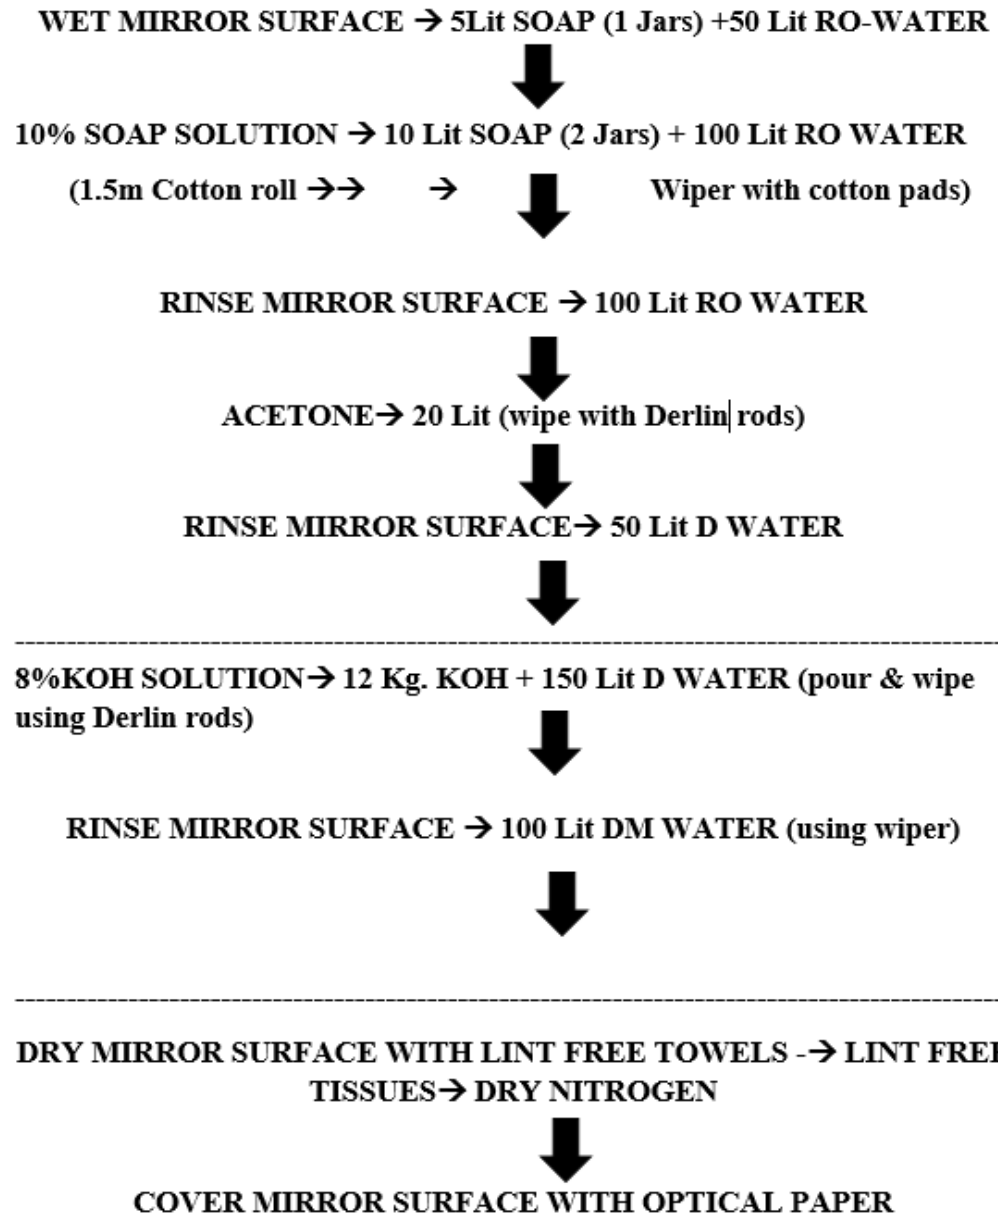 WET MIRROR SURFACE → 5Lit SOAP (1 Jars) +50 Lit RO-WATER
10% SOAP SOLUTION → 10 Lit SOAP (2 Jars) + 100 Lit RO WATER
(1.5m Cotton roll →→ → Wiper with cotton pads)
RINSE MIRROR SURFACE → 100 Lit RO WATER
ACETONE→ 20 Lit (wipe with Derlin rods)
RINSE MIRROR SURFACE→ 50 Lit D WATER
8%KOH SOLUTION→ 12 Kg. KOH + 150 Lit D WATER (pour & wipe
using Derlin rods)
RINSE MIRROR SURFACE → 100 Lit DM WATER (using wiper)
DRY MIRROR SURFACE WITH LINT FREE TOWELS -→ LINT FREE
TISSUES→ DRY NITROGEN
COVER MIRROR SURFACE WITH OPTICAL PAPER